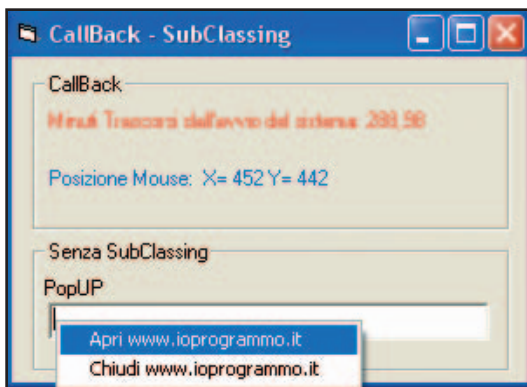 CallBack - SubClassing
CallBack
Minuti Trascorsi dall'avvio del sistema: 288,98
Posizione Mouse: X= 452 Y= 442
Senza SubClassing
PopUP
Apri www.ioprogrammo.it
Chiudi www.ioprogrammo.it